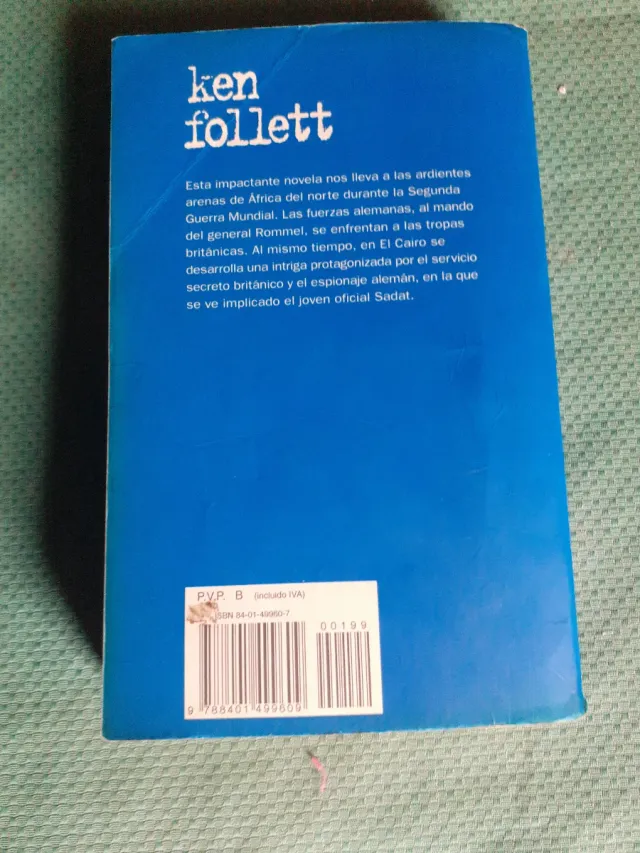 ken
follett
Esta impactante novela nos lleva a las ardientes
arenas de África del norte durante la Segunda
Guerra Mundial. Las fuerzas alemanas, al mando
del general Rommel, se enfrentan a las tropas
británicas. Al mismo tiempo, en El Cairo se
desarrolla una intriga protagonizada por el servicio
secreto británico y el espionaje alemán, en la que
se ve implicado el joven oficial Sadat.
P.V.P. B (incluido IVA)
ISBN 84-01-49960-7
00199
9 788401 499609